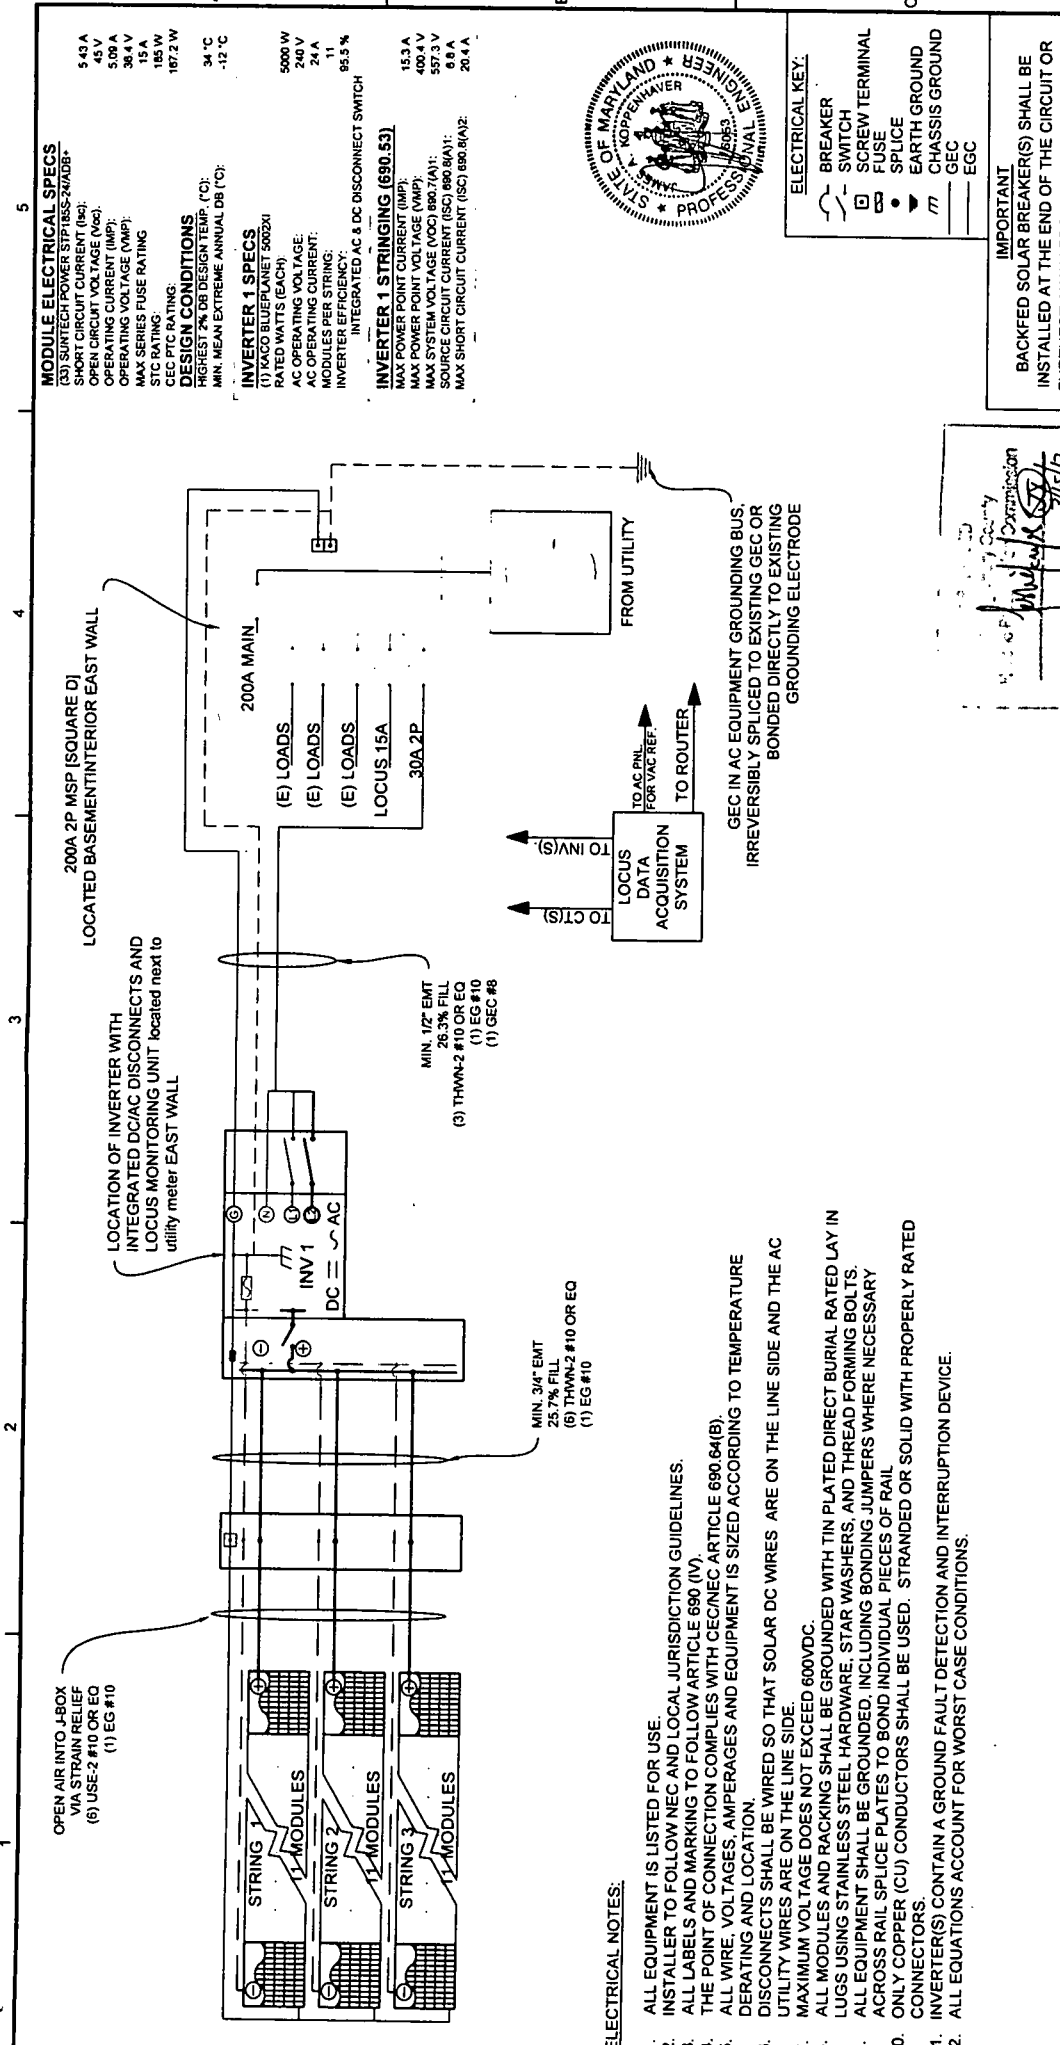 1
2
3
4
5
B
C
OPEN AIR INTO J-BOX
VIA STRAIN RELIEF
(6) USE-2 #10 OR EQ
(1) EG #10
STRING 1
11 MODULES
STRING 2
11 MODULES
STRING 3
11 MODULES
MIN. 3/4" EMT
25.7% FILL
(6) THWN-2 #10 OR EQ
(1) EG #10
LOCATION OF INVERTER WITH
INTEGRATED DC/AC DISCONNECTS AND
LOCUS MONITORING UNIT located next to
utility meter EAST WALL
INV 1
DC
AC
G
N
L1
L2
MIN. 1/2" EMT
26.3% FILL
(3) THWN-2 #10 OR EQ
(1) EG #10
(1) GEC #8
200A 2P MSP [SQUARE D]
LOCATED BASEMENTINTERIOR EAST WALL
200A MAIN
(E) LOADS
(E) LOADS
(E) LOADS
LOCUS 15A
30A 2P
FROM UTILITY
TO CT(S)
TO INV(S)
LOCUS
DATA
ACQUISITION
SYSTEM
TO AC PNL.
FOR VAC REF.
TO ROUTER
GEC IN AC EQUIPMENT GROUNDING BUS,
IRREVERSIBLY SPLICED TO EXISTING GEC OR
BONDED DIRECTLY TO EXISTING
GROUNDING ELECTRODE
MODULE ELECTRICAL SPECS
(33) SUNTECH POWER STP185S-24/ADB+
SHORT CIRCUIT CURRENT (Isc): 5.43 A
OPEN CIRCUIT VOLTAGE (Voc): 45 V
OPERATING CURRENT (IMP): 5.09 A
OPERATING VOLTAGE (VMP): 36.4 V
MAX SERIES FUSE RATING 15 A
STC RATING: 185 W
CEC PTC RATING: 167.2 W
DESIGN CONDITIONS
HIGHEST 2% DB DESIGN TEMP. (°C): 34 °C
MIN. MEAN EXTREME ANNUAL DB (°C): -12 °C
INVERTER 1 SPECS
(1) KACO BLUEPLANET 5002XI
RATED WATTS (EACH): 5000 W
AC OPERATING VOLTAGE: 240 V
AC OPERATING CURRENT: 24 A
MODULES PER STRING: 11
INVERTER EFFICIENCY: 95.5 %
INTEGRATED AC & DC DISCONNECT SWITCH
INVERTER 1 STRINGING (690.53)
MAX POWER POINT CURRENT (IMP): 15.3 A
MAX POWER POINT VOLTAGE (VMP): 400.4 V
MAX SYSTEM VOLTAGE (VOC) 690.7(A)1: 557.3 V
SOURCE CIRCUIT CURRENT (ISC) 690.8(A)1: 6.8 A
MAX SHORT CIRCUIT CURRENT (ISC) 690.8(A)2: 20.4 A
STATE OF MARYLAND
JAMES A. KOPPENHAVER
PROFESSIONAL ENGINEER
ELECTRICAL KEY:
BREAKER
SWITCH
SCREW TERMINAL
FUSE
SPLICE
EARTH GROUND
CHASSIS GROUND
GEC
EGC
IMPORTANT
BACKFED SOLAR BREAKER(S) SHALL BE
INSTALLED AT THE END OF THE CIRCUIT OR
County
Commission
ELECTRICAL NOTES:
ALL EQUIPMENT IS LISTED FOR USE.
2. INSTALLER TO FOLLOW NEC AND LOCAL JURISDICTION GUIDELINES.
ALL LABELS AND MARKING TO FOLLOW ARTICLE 690 (IV).
THE POINT OF CONNECTION COMPLIES WITH CEC/NEC ARTICLE 690.64(B).
ALL WIRE, VOLTAGES, AMPERAGES AND EQUIPMENT IS SIZED ACCORDING TO TEMPERATURE
DERATING AND LOCATION.
DISCONNECTS SHALL BE WIRED SO THAT SOLAR DC WIRES ARE ON THE LINE SIDE AND THE AC
UTILITY WIRES ARE ON THE LINE SIDE.
MAXIMUM VOLTAGE DOES NOT EXCEED 600VDC.
ALL MODULES AND RACKING SHALL BE GROUNDED WITH TIN PLATED DIRECT BURIAL RATED LAY IN
LUGS USING STAINLESS STEEL HARDWARE, STAR WASHERS, AND THREAD FORMING BOLTS.
ALL EQUIPMENT SHALL BE GROUNDED, INCLUDING BONDING JUMPERS WHERE NECESSARY
ACROSS RAIL SPLICE PLATES TO BOND INDIVIDUAL PIECES OF RAIL
0. ONLY COPPER (CU) CONDUCTORS SHALL BE USED. STRANDED OR SOLID WITH PROPERLY RATED
CONNECTORS.
1. INVERTER(S) CONTAIN A GROUND FAULT DETECTION AND INTERRUPTION DEVICE.
2. ALL EQUATIONS ACCOUNT FOR WORST CASE CONDITIONS.